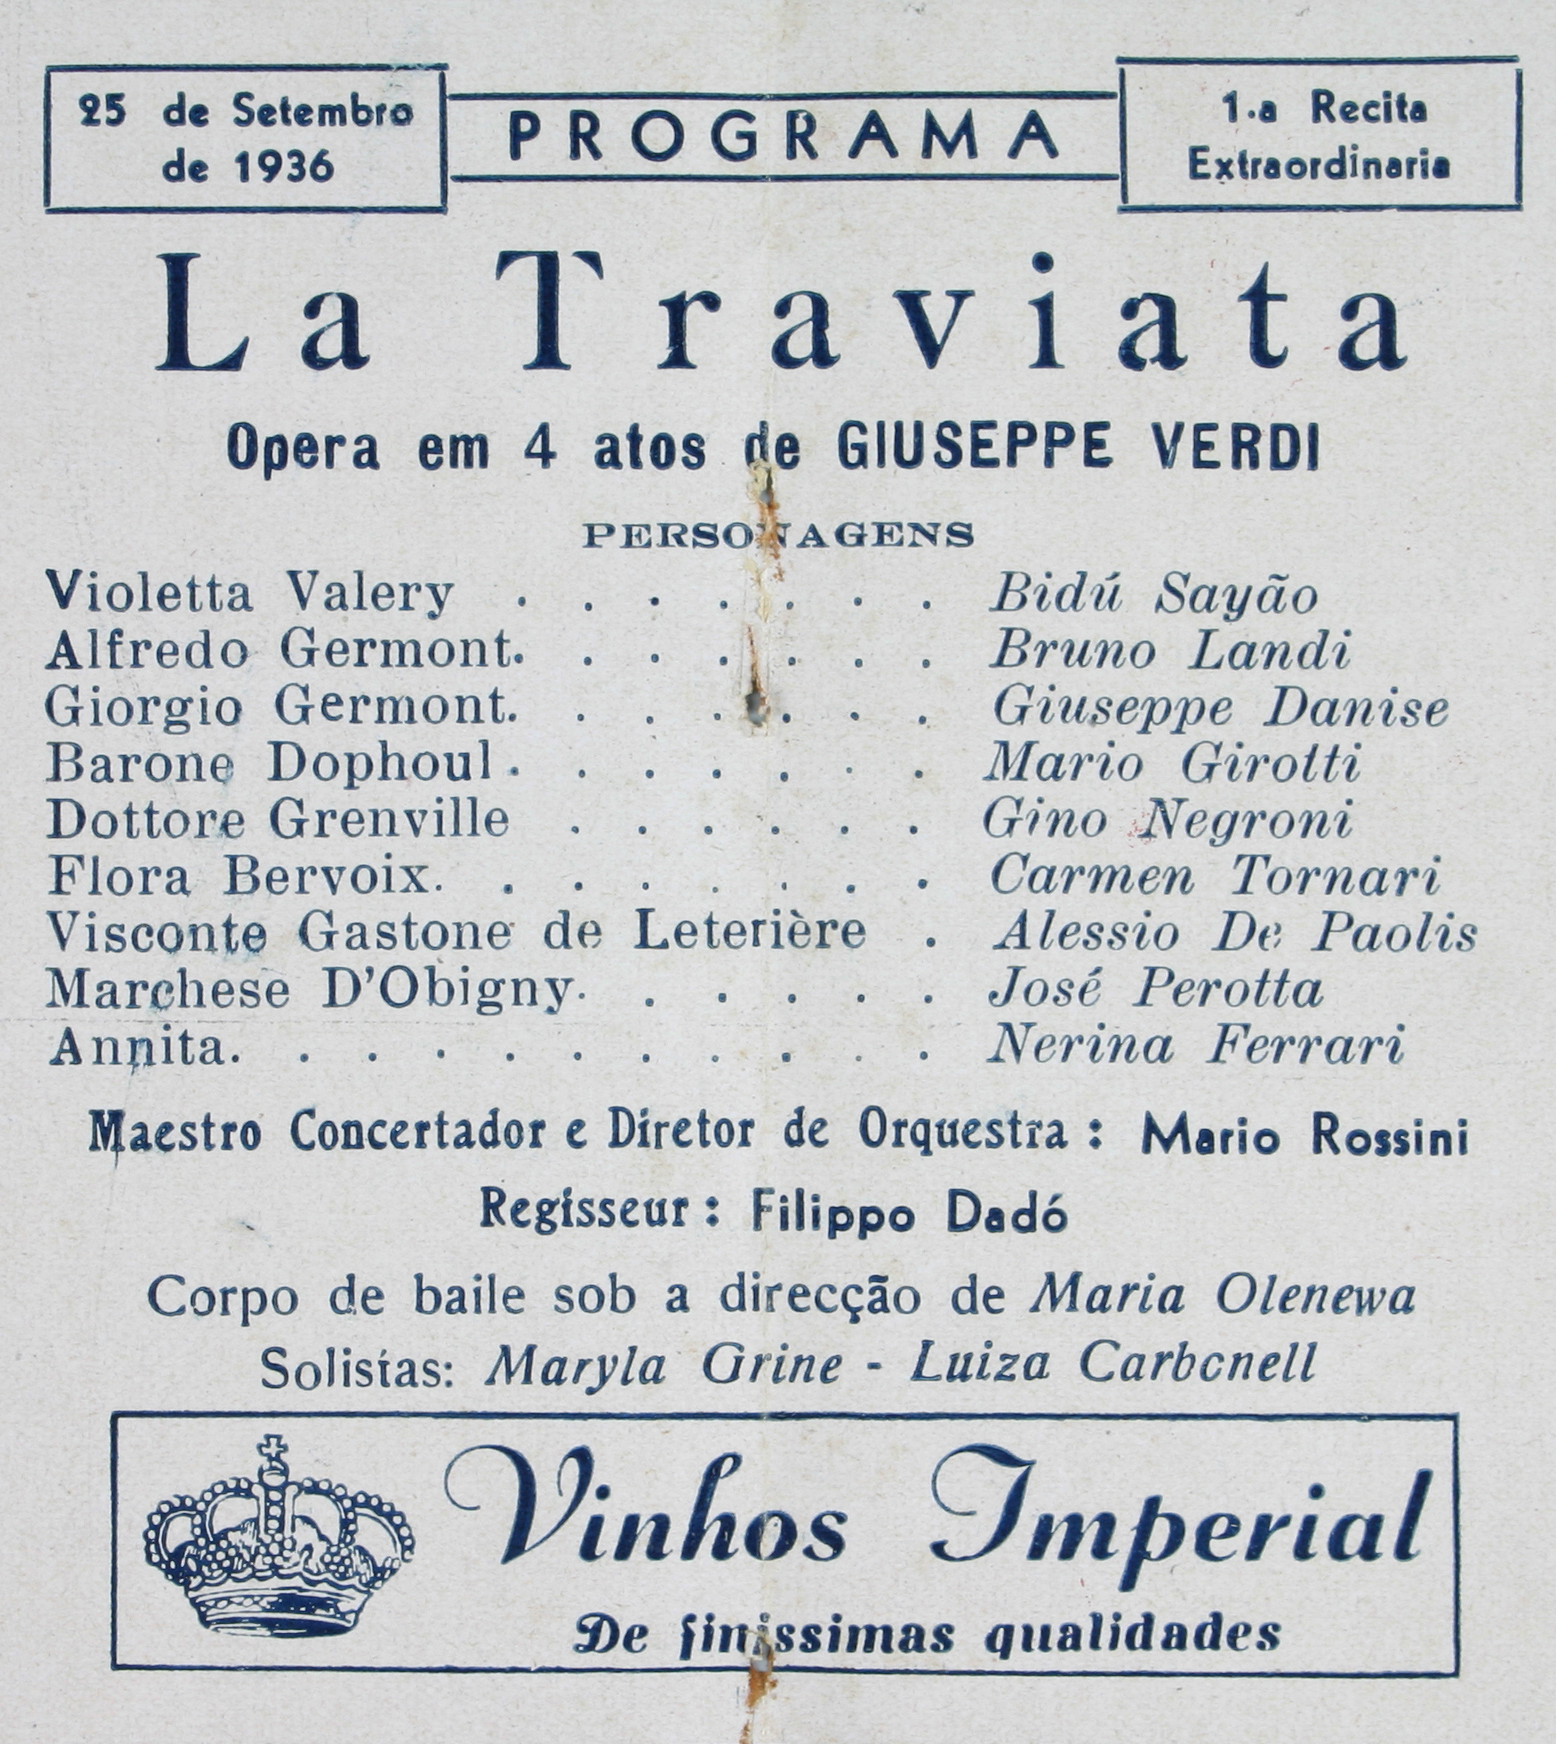 25 de Setembro
de 1936
PROGRAMA
1.a Recita
Extraordinaria
La Traviata
Opera em 4 atos de GIUSEPPE VERDI
PERSONAGENS
Violetta Valery . . . . . . . Bidú Sayão
Alfredo Germont. . . . . . . Bruno Landi
Giorgio Germont. . . . . . . Giuseppe Danise
Barone Dophoul . . . . . . . Mario Girotti
Dottore Grenville . . . . . . Gino Negroni
Flora Bervoix. . . . . . . . Carmen Tornari
Visconte Gastone de Leterière . Alessio De Paolis
Marchese D'Obigny. . . . . . José Perotta
Annita. . . . . . . . . . . Nerina Ferrari
Maestro Concertador e Diretor de Orquestra : Mario Rossini
Regisseur : Filippo Dadó
Corpo de baile sob a direcção de Maria Olenewa
Solistas: Maryla Grine - Luiza Carbonell
Vinhos Imperial
De finissimas qualidades